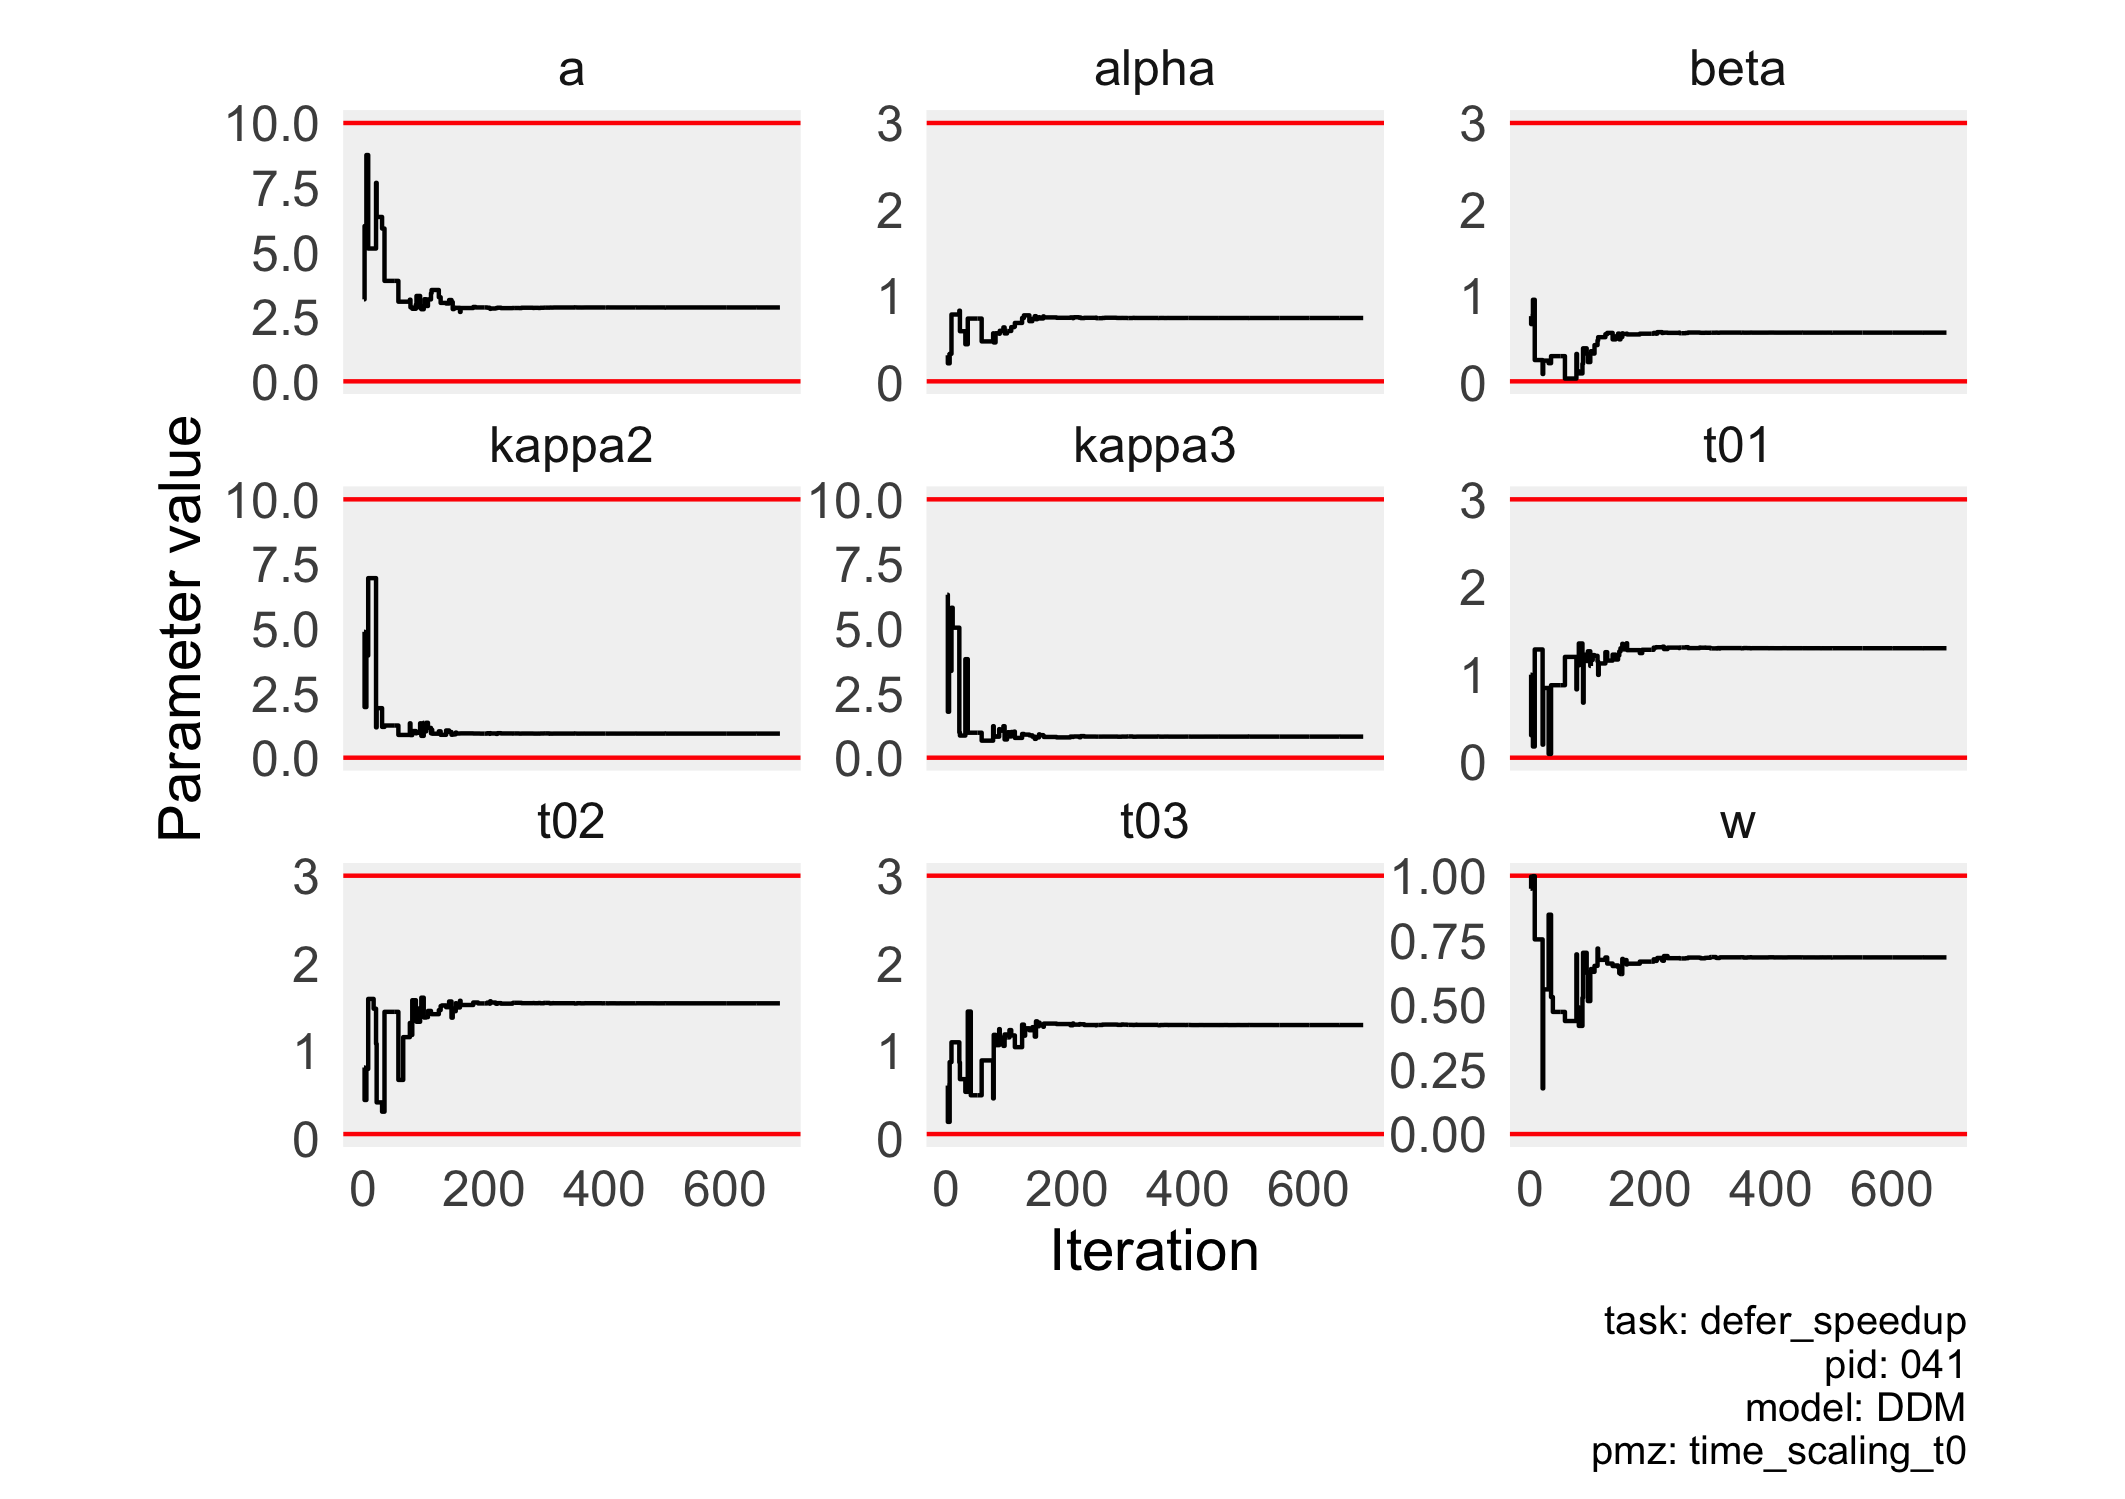 a
alpha
beta
10.0
7.5
5.0
2.5
0.0
3
2
1
0
3
2
1
0
kappa2
kappa3
t01
10.0
7.5
5.0
2.5
0.0
10.0
7.5
5.0
2.5
0.0
3
2
1
0
t02
t03
w
3
2
1
0
3
2
1
0
1.00
0.75
0.50
0.25
0.00
0 200 400 600
0 200 400 600
0 200 400 600
Parameter value
Iteration
task: defer_speedup
pid: 041
model: DDM
pmz: time_scaling_t0